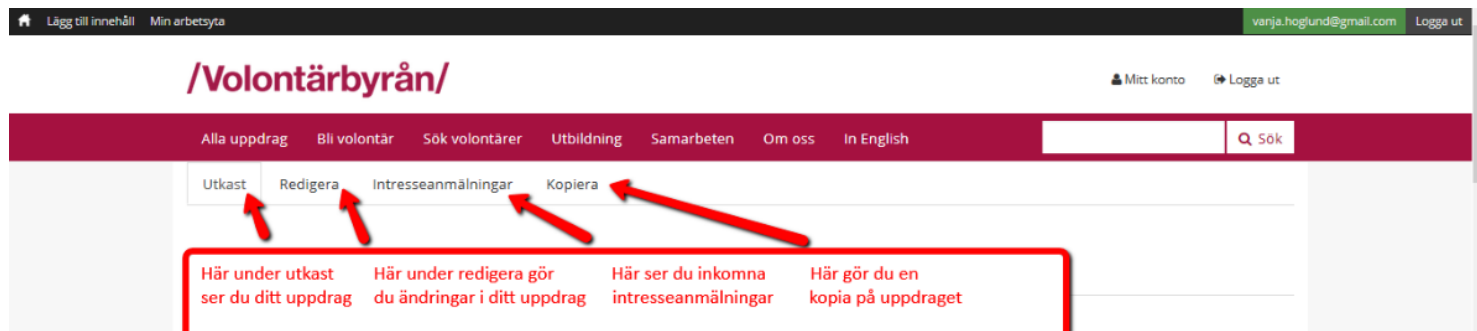 Lägg till innehåll Min arbetsyta vanja.hoglund@gmail.com Logga ut
/Volontärbyrån/ Mitt konto Logga ut
Alla uppdrag Bli volontär Sök volontärer Utbildning Samarbeten Om oss In English Sök
Utkast Redigera Intresseanmälningar Kopiera
Här under utkast Här under redigera gör Här ser du inkomna Här gör du en
ser du ditt uppdrag du ändringar i ditt uppdrag intresseanmälningar kopia på uppdraget